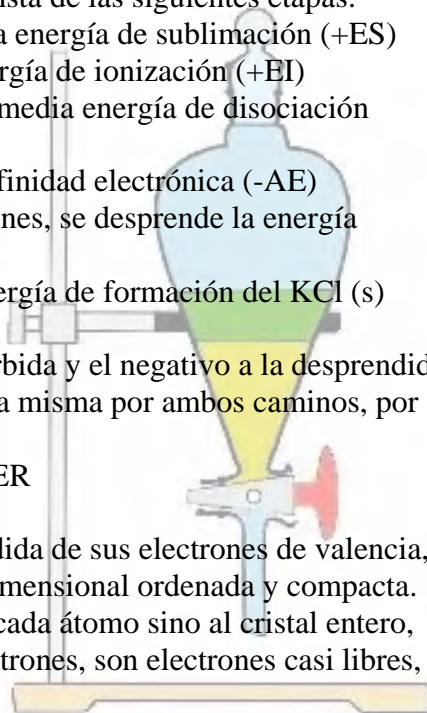 sta de las siguientes etapas:
a energía de sublimación (+ES)
rgía de ionización (+EI)
media energía de disociación
finidad electrónica (-AE)
nes, se desprende la energía
ergía de formación del KCl (s)
rbida y el negativo a la desprendid
a misma por ambos caminos, por
ER
dida de sus electrones de valencia,
mensional ordenada y compacta.
cada átomo sino al cristal entero,
trones, son electrones casi libres,